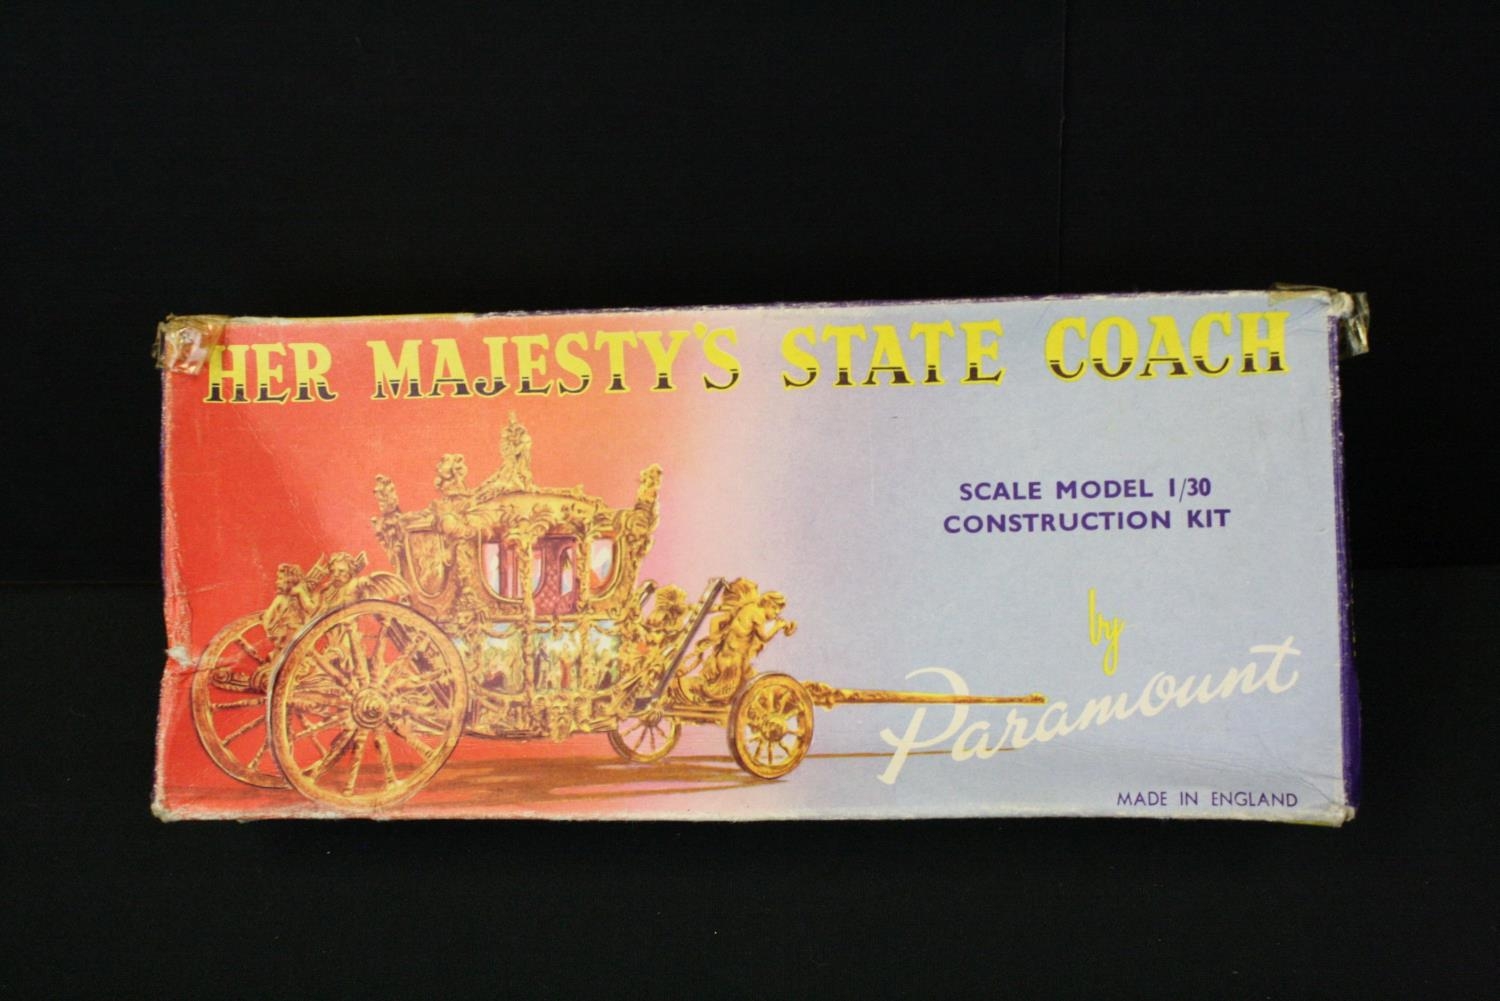 HER MAJESTY'S STATE COACH
SCALE MODEL 1/30
CONSTRUCTION KIT
by
Paramount
MADE IN ENGLAND